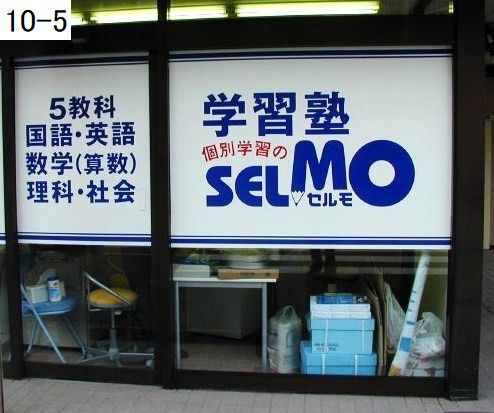 10-5
5教科
国語・英語
数学(算数)
理科・社会
学習塾
個別学習の
SELMO
セルモ